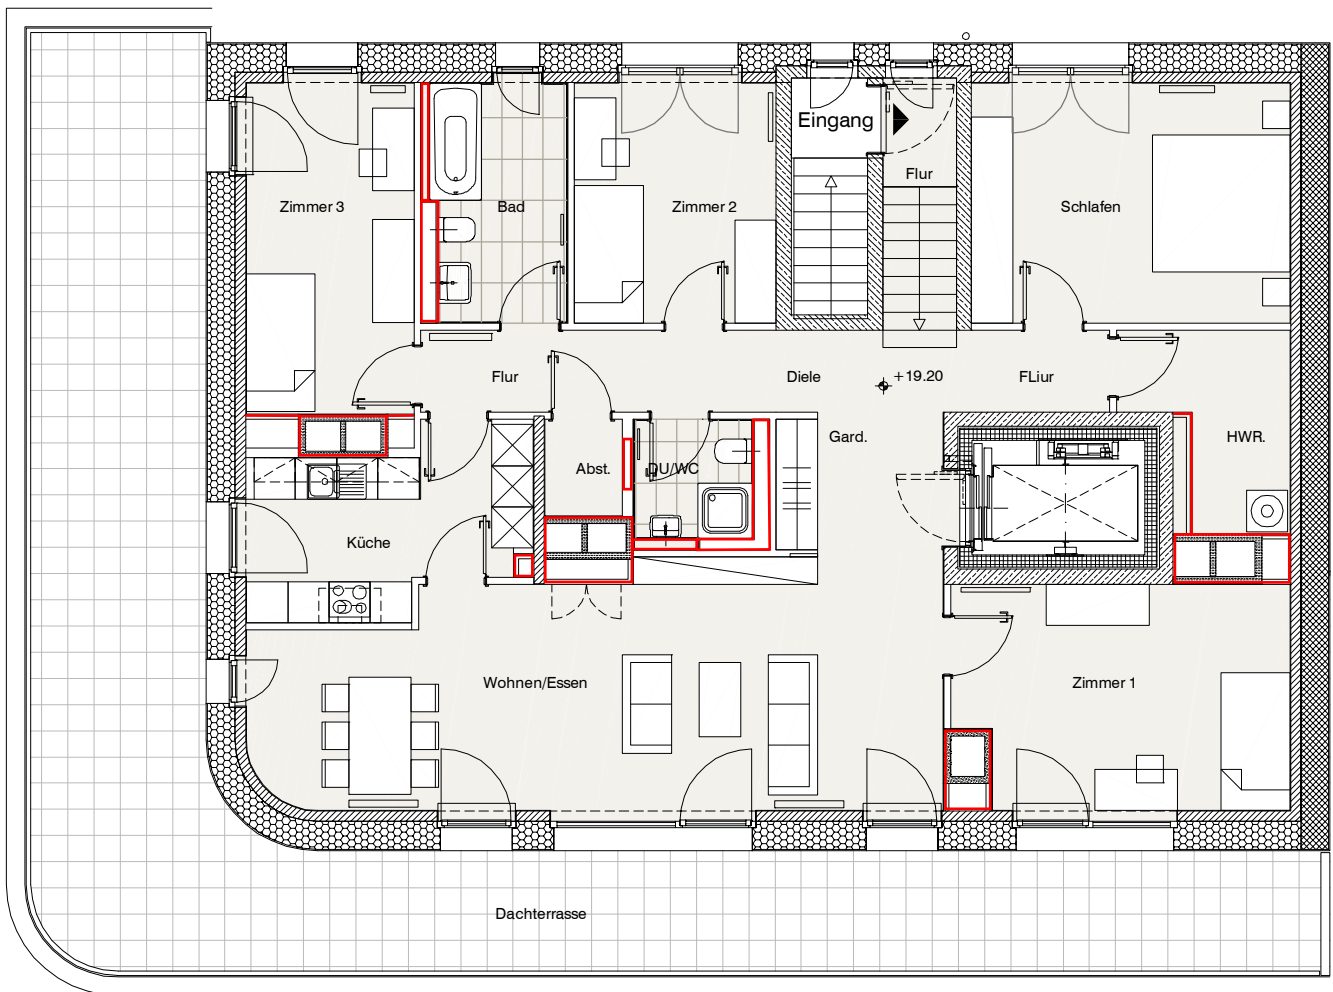 Eingang
Flur
Zimmer 3
Bad
Zimmer 2
Schlafen
Flur
Diele
+19.20
FLiur
Gard.
HWR.
Abst.
DU/WC
Küche
Wohnen/Essen
Zimmer 1
Dachterrasse